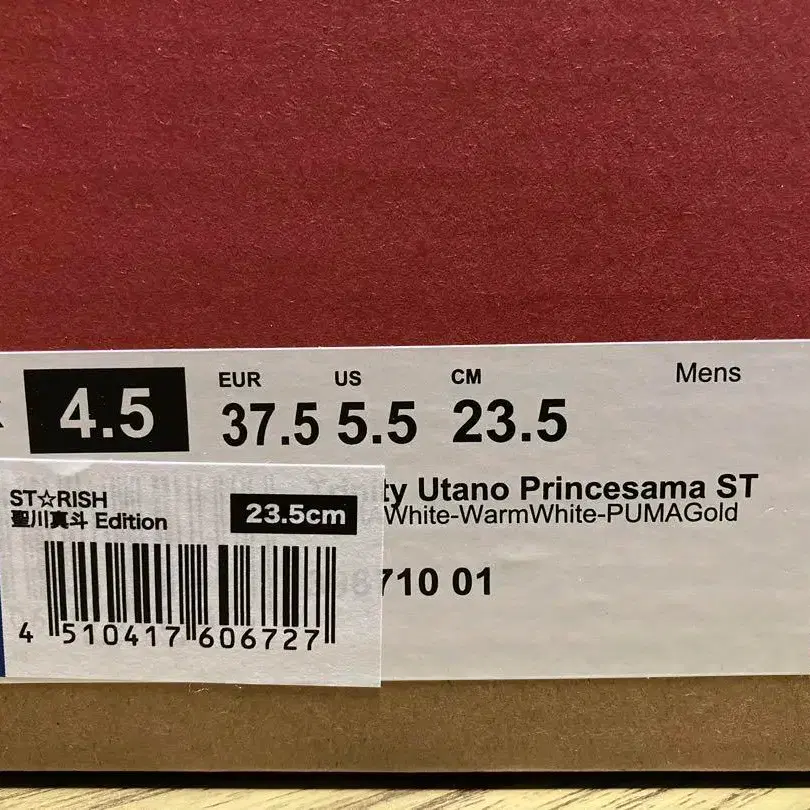 4.5
EUR US CM Mens
37.5 5.5 23.5
Utano Princesama ST
White-WarmWhite-PUMAGold
710 01
ST☆RISH
聖川真斗 Edition
23.5cm
4 510417 606727